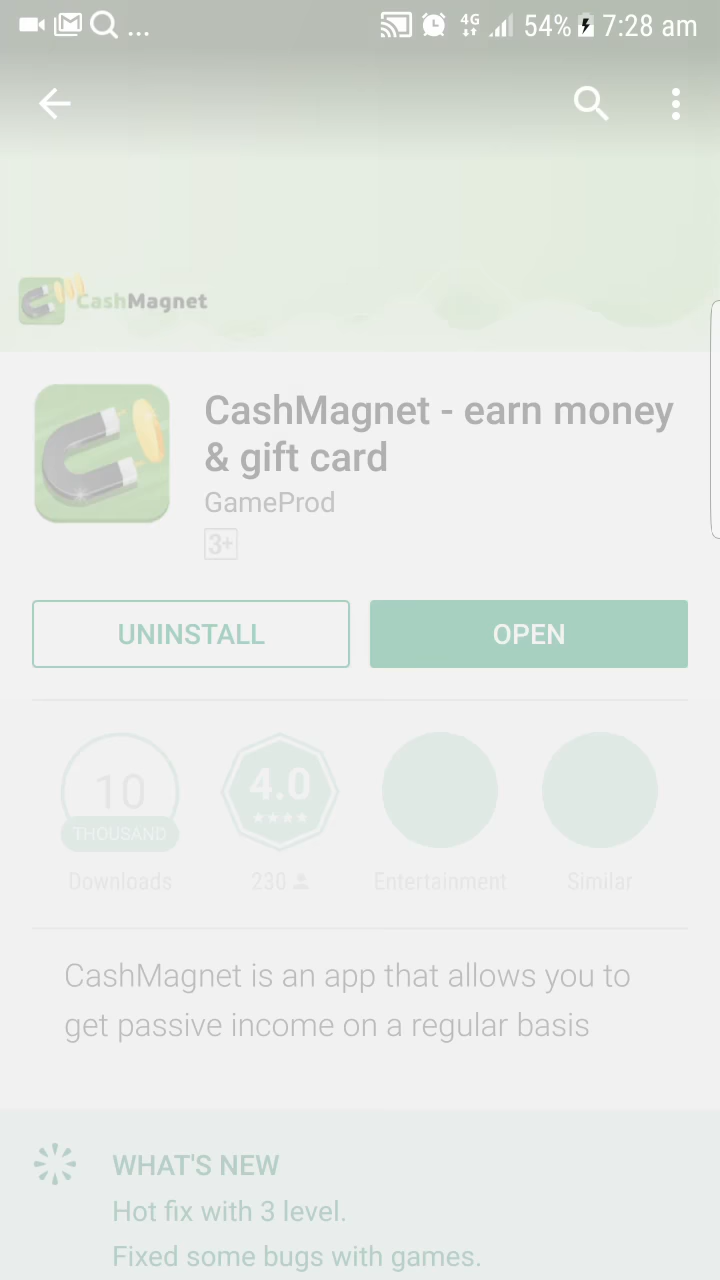 ... 4G 54% 7:28 am
CashMagnet
CashMagnet - earn money
& gift card
GameProd
3+
UNINSTALL OPEN
10 4.0
THOUSAND
Downloads 230 Entertainment Similar
CashMagnet is an app that allows you to
get passive income on a regular basis
WHAT'S NEW
Hot fix with 3 level.
Fixed some bugs with games.